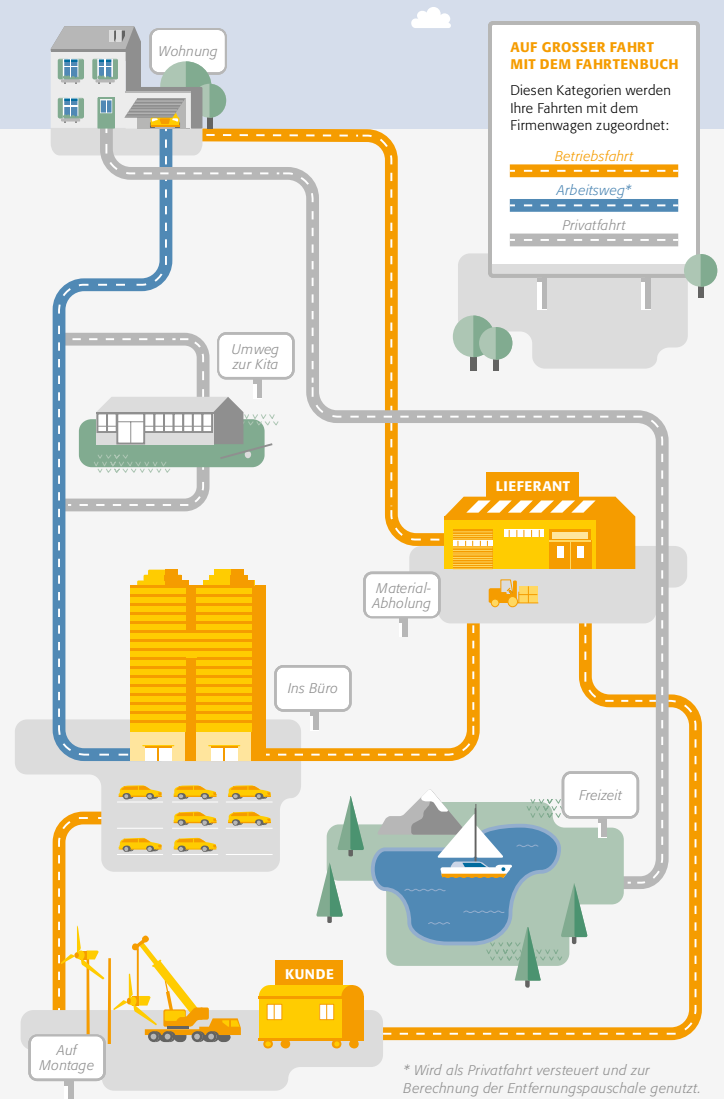 Wohnung
AUF GROSSER FAHRT
MIT DEM FAHRTENBUCH
Diesen Kategorien werden
Ihre Fahrten mit dem
Firmenwagen zugeordnet:
Betriebsfahrt
Arbeitsweg*
Privatfahrt
Umweg
zur Kita
LIEFERANT
Material-
Abholung
Ins Büro
Freizeit
KUNDE
Auf
Montage
* Wird als Privatfahrt versteuert und zur
Berechnung der Entfernungspauschale genutzt.